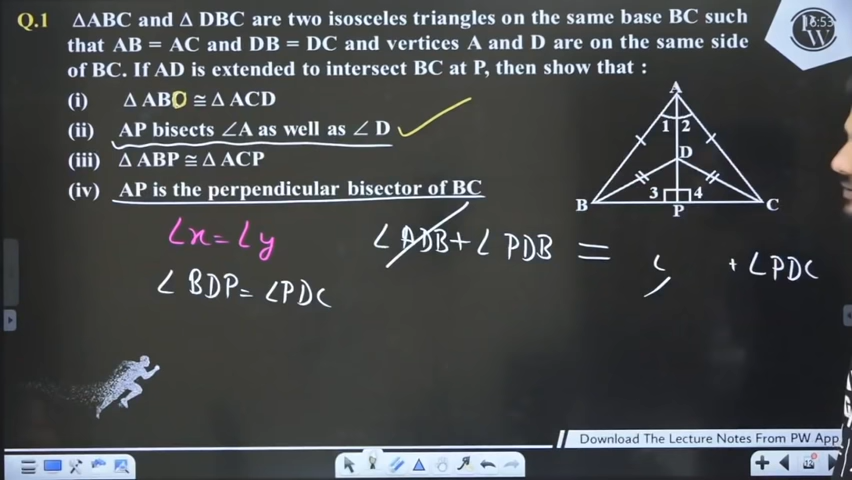 Q.1 ΔABC and Δ DBC are two isosceles triangles on the same base BC such
that AB = AC and DB = DC and vertices A and D are on the same side
of BC. If AD is extended to intersect BC at P, then show that :
(i) Δ ABD ≅ Δ ACD
(ii) AP bisects ∠A as well as ∠ D
(iii) Δ ABP ≅ Δ ACP
(iv) AP is the perpendicular bisector of BC
A
1 2
D
3 4
B P C
∠x = ∠y
∠ADB + ∠PDB = ∠ + ∠PDC
∠BDP = ∠PDC
Download The Lecture Notes From PW App